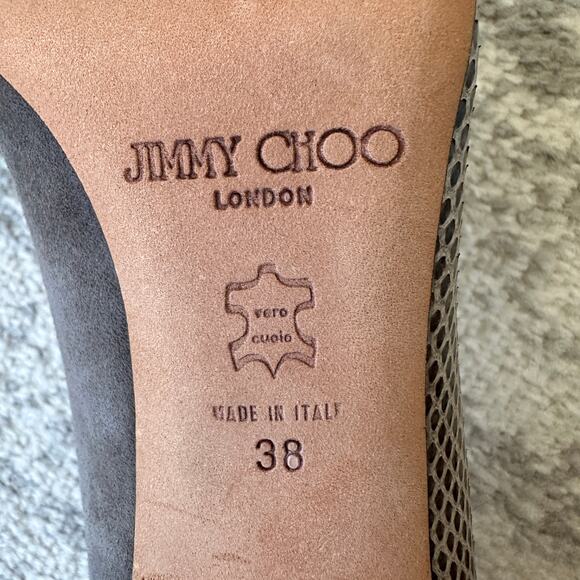 JIMMY CHOO
LONDON
vero
cuoio
MADE IN ITALY
38